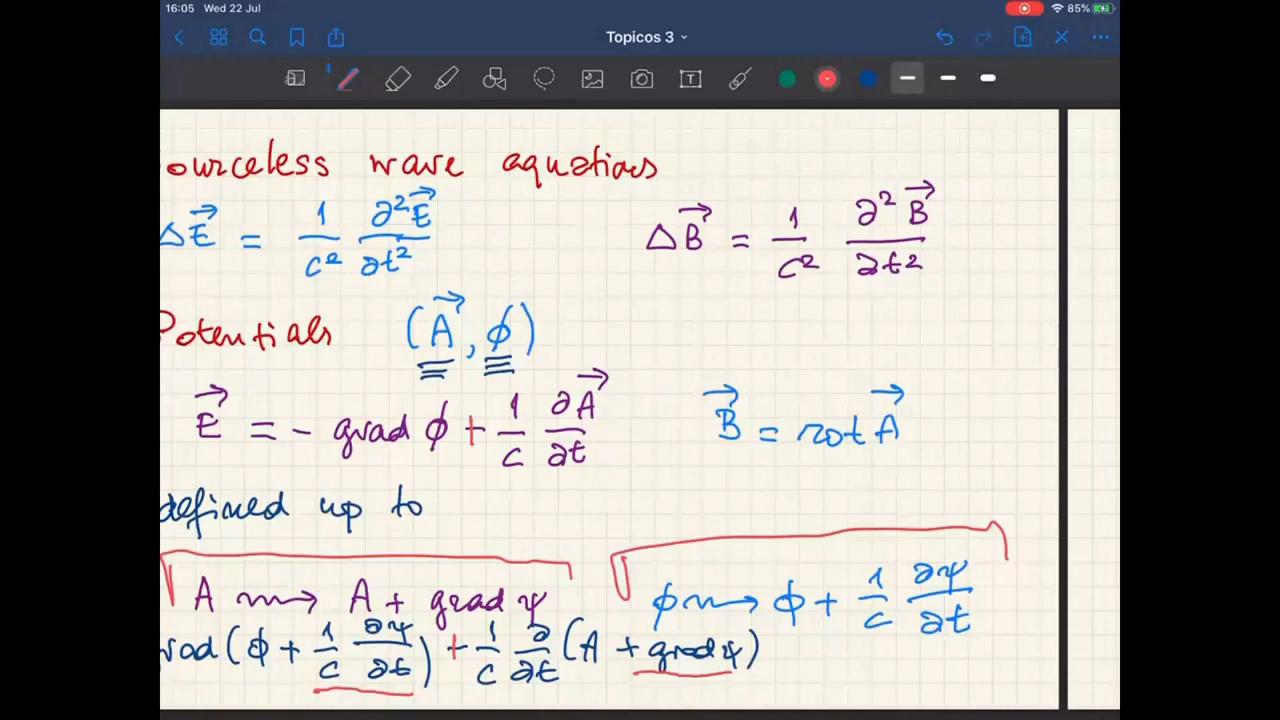 16:05 Wed 22 Jul 85%
Topicos 3
T
ourceless wave aquations
ΔE⃗ = 1/c² ∂²E⃗/∂t² ΔB⃗ = 1/c² ∂²B⃗/∂t²
Potentials (A⃗, ϕ)
E⃗ = - grad ϕ + 1/c ∂A⃗/∂t B⃗ = rot A⃗
defined up to
A ⟿ A + grad ψ ϕ ⟿ ϕ + 1/c ∂ψ/∂t
rad(ϕ + 1/c ∂ψ/∂t) + 1/c ∂/∂t (A + grad ψ)